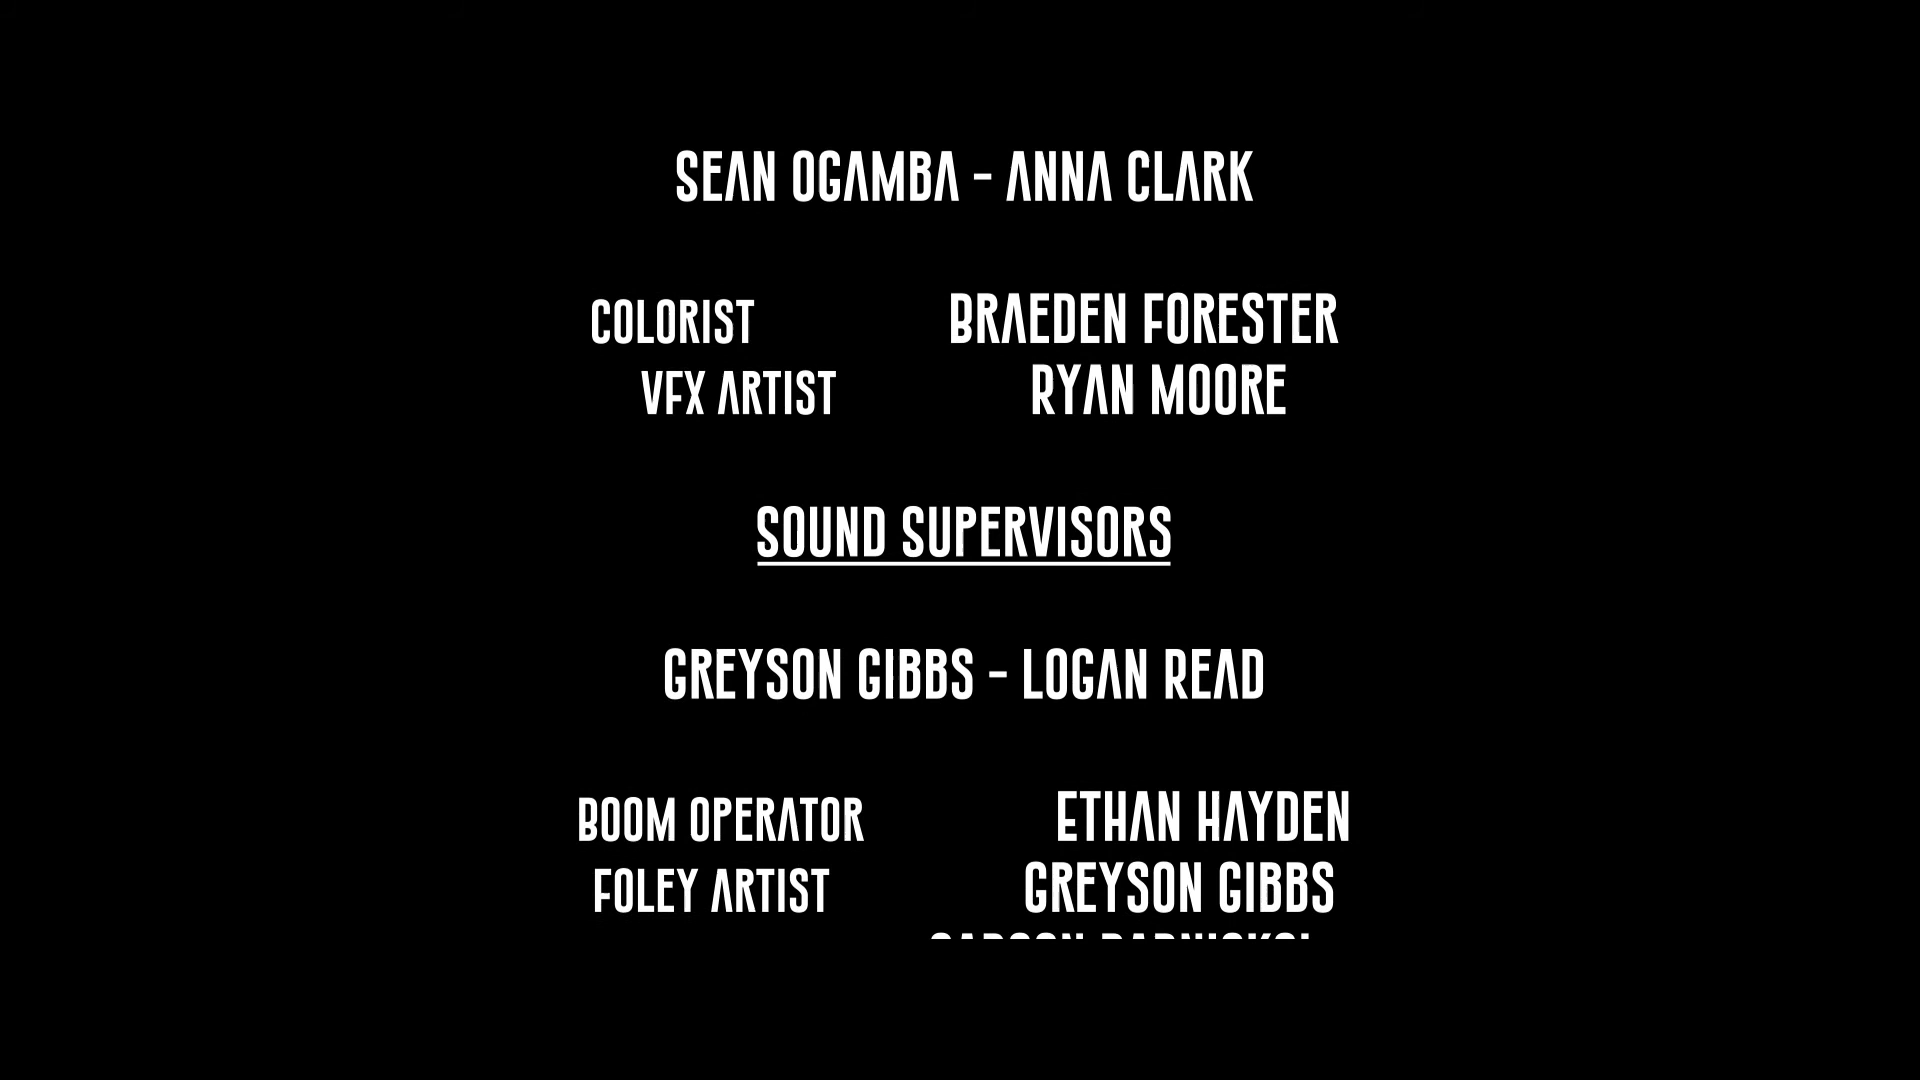 SEAN OGAMBA - ANNA CLARK
COLORIST BRAEDEN FORESTER
VFX ARTIST RYAN MOORE
SOUND SUPERVISORS
GREYSON GIBBS - LOGAN READ
BOOM OPERATOR ETHAN HAYDEN
FOLEY ARTIST GREYSON GIBBS